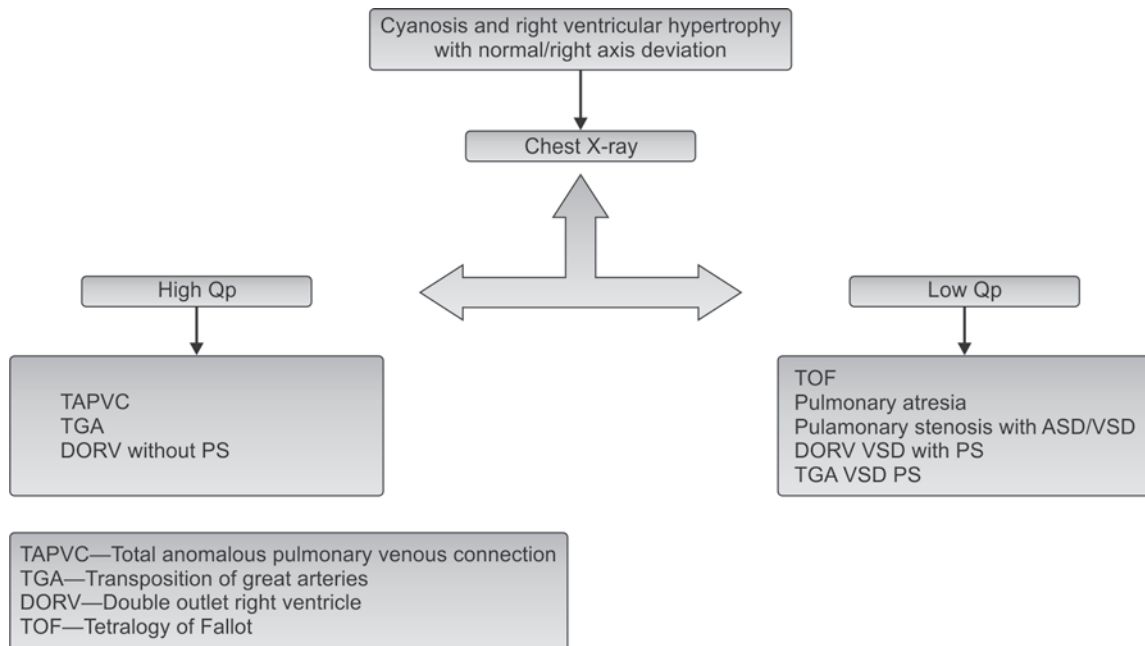 Cyanosis and right ventricular hypertrophy
with normal/right axis deviation
Chest X-ray
High Qp
Low Qp
TAPVC
TGA
DORV without PS
TOF
Pulmonary atresia
Pulamonary stenosis with ASD/VSD
DORV VSD with PS
TGA VSD PS
TAPVC—Total anomalous pulmonary venous connection
TGA—Transposition of great arteries
DORV—Double outlet right ventricle
TOF—Tetralogy of Fallot